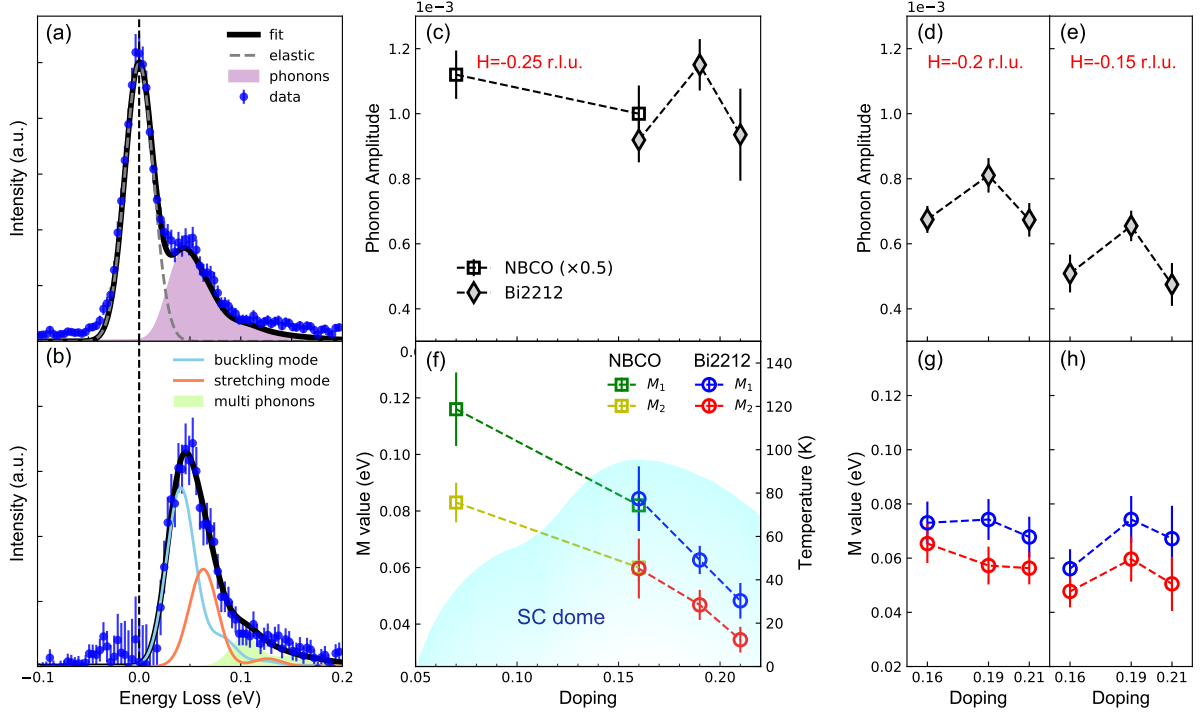 (a)
fit
elastic
phonons
data
Intensity (a.u.)
(b)
buckling mode
stretching mode
multi phonons
Intensity (a.u.)
−0.1 0.0 0.1 0.2
Energy Loss (eV)
1e−3
(c)
H=-0.25 r.l.u.
1.2
1.0
0.8
0.6
0.4
Phonon Amplitude
NBCO (×0.5)
Bi2212
(f)
NBCO Bi2212
M1 M1
M2 M2
0.12
0.10
0.08
0.06
0.04
M value (eV)
SC dome
140
120
100
80
60
40
20
0
Temperature (K)
0.05 0.10 0.15 0.20
Doping
1e−3
(d)
H=-0.2 r.l.u.
(e)
H=-0.15 r.l.u.
1.2
1.0
0.8
0.6
0.4
Phonon Amplitude
(g)
(h)
0.12
0.10
0.08
0.06
0.04
0.02
M value (eV)
0.16 0.19 0.21
Doping
0.16 0.19 0.21
Doping